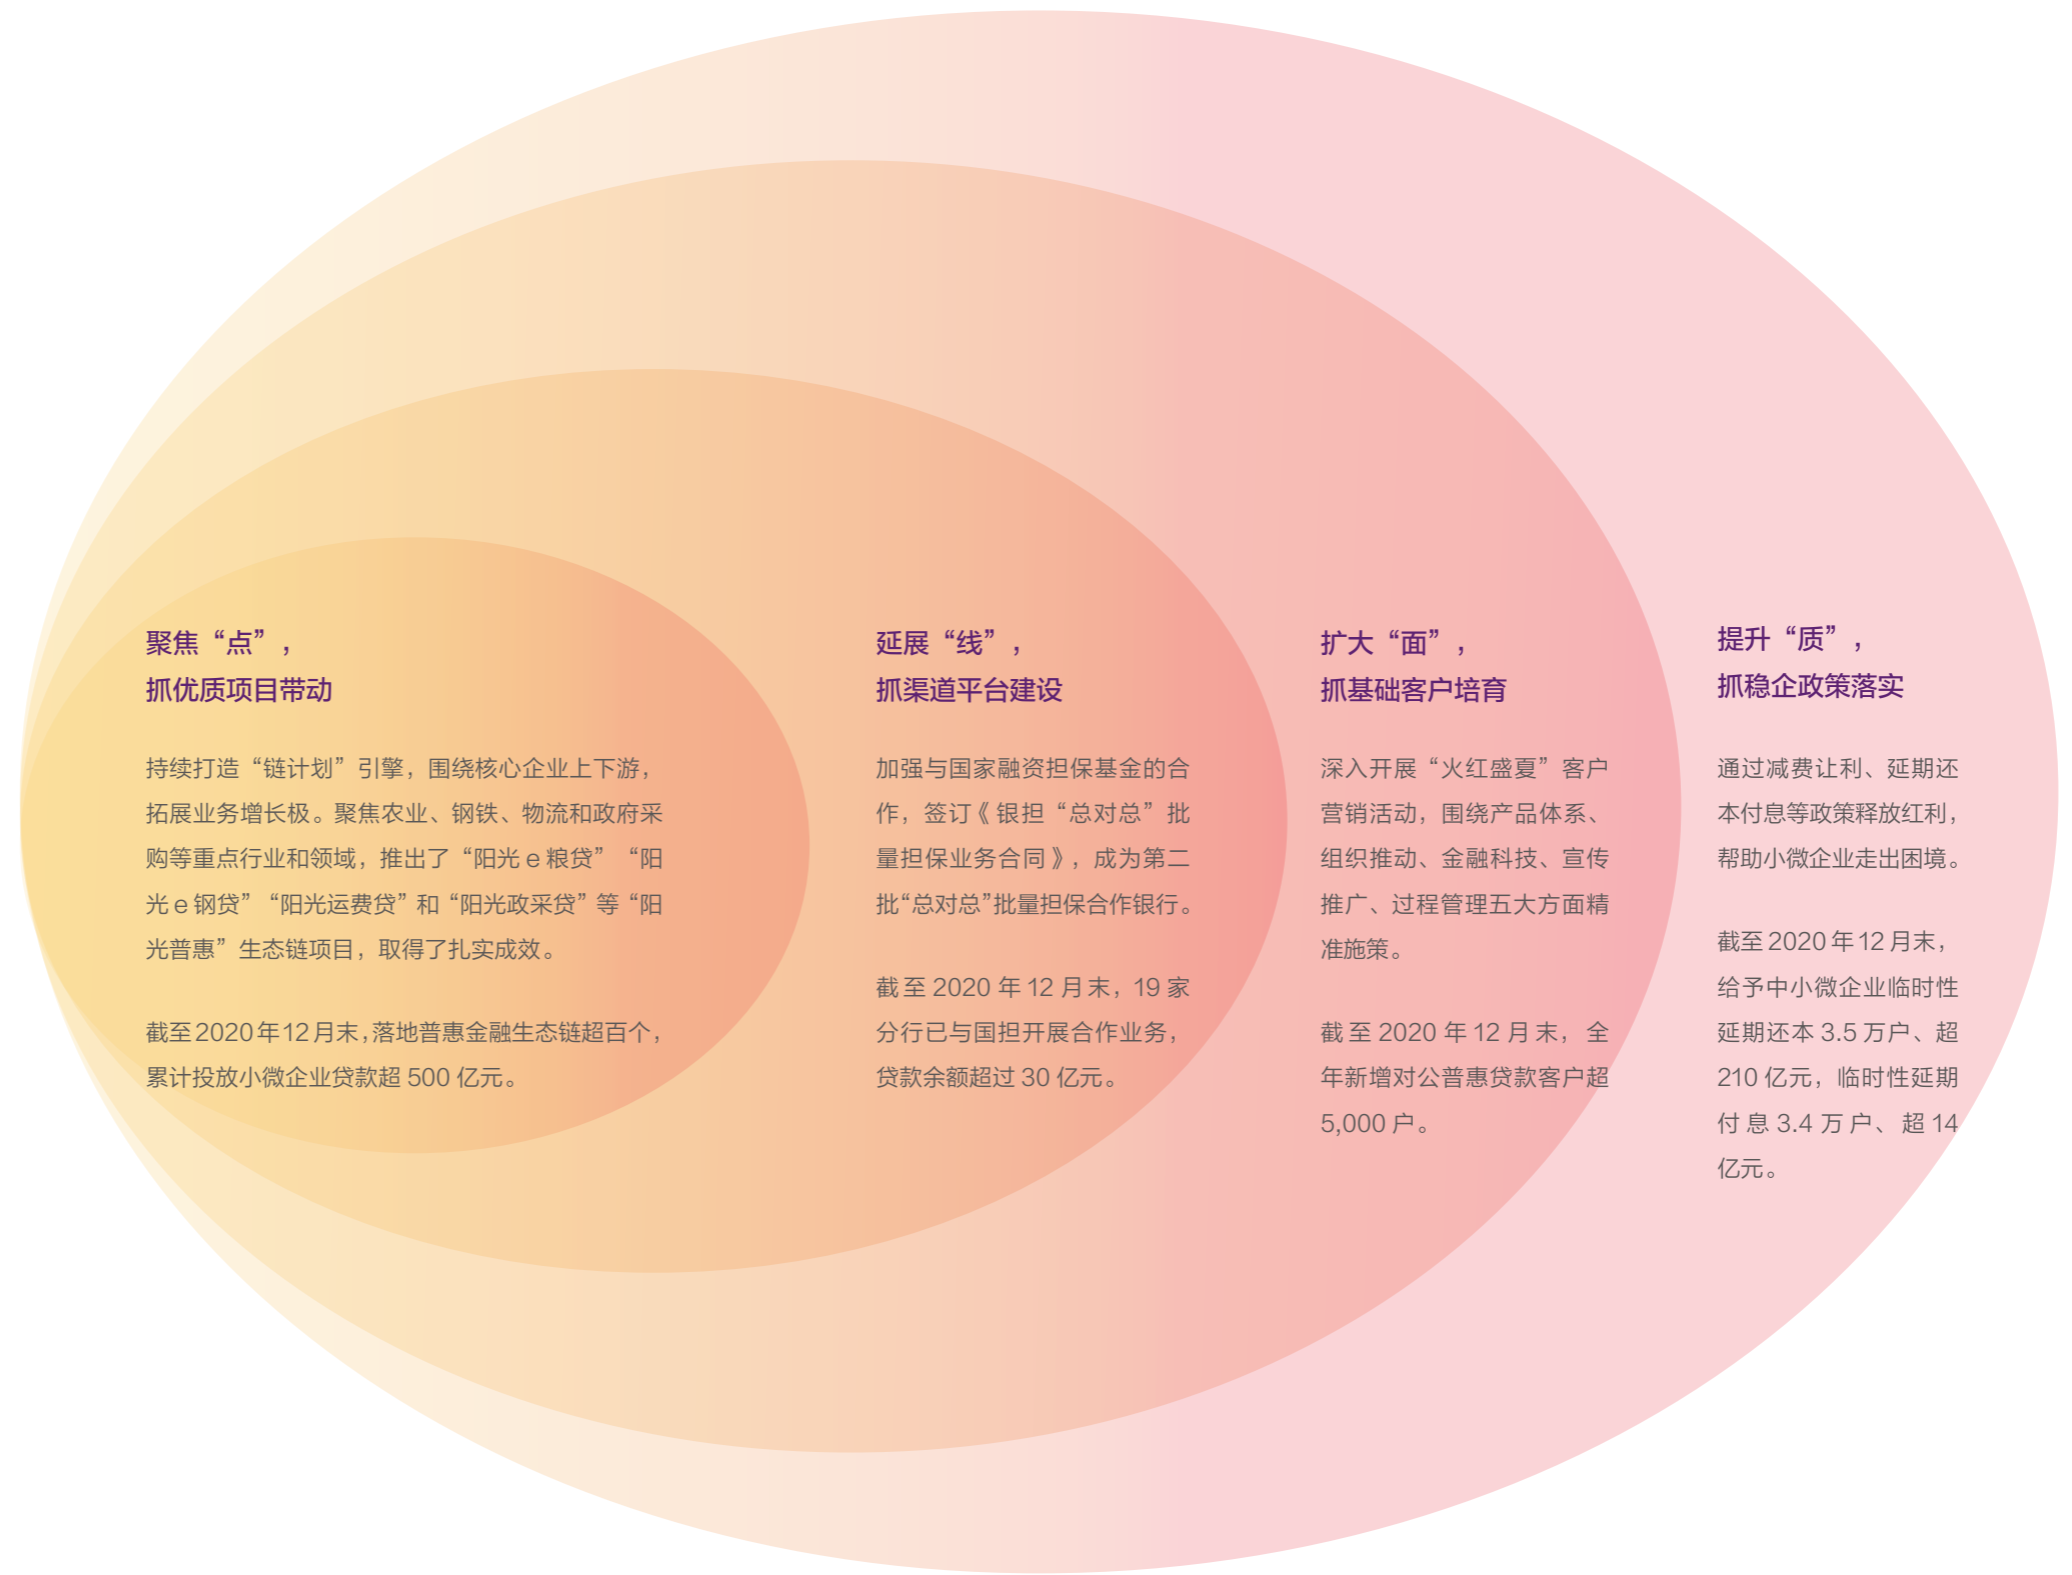 聚焦“点”，
抓优质项目带动
持续打造“链计划”引擎，围绕核心企业上下游，
拓展业务增长极。聚焦农业、钢铁、物流和政府采
购等重点行业和领域，推出了“阳光 e 粮贷”“阳
光 e 钢贷”“阳光运费贷”和“阳光政采贷”等“阳
光普惠”生态链项目，取得了扎实成效。
截至 2020 年 12 月末，落地普惠金融生态链超百个，
累计投放小微企业贷款超 500 亿元。
延展“线”，
抓渠道平台建设
加强与国家融资担保基金的合
作，签订《银担“总对总”批
量担保业务合同》，成为第二
批“总对总”批量担保合作银行。
截至 2020 年 12 月末，19 家
分行已与国担开展合作业务，
贷款余额超过 30 亿元。
扩大“面”，
抓基础客户培育
深入开展“火红盛夏”客户
营销活动，围绕产品体系、
组织推动、金融科技、宣传
推广、过程管理五大方面精
准施策。
截至 2020 年 12 月末，全
年新增对公普惠贷款客户超
5,000 户。
提升“质”，
抓稳企政策落实
通过减费让利、延期还
本付息等政策释放红利，
帮助小微企业走出困境。
截至 2020 年 12 月末，
给予中小微企业临时性
延期还本 3.5 万户、超
210 亿元，临时性延期
付息 3.4 万户、超 14
亿元。